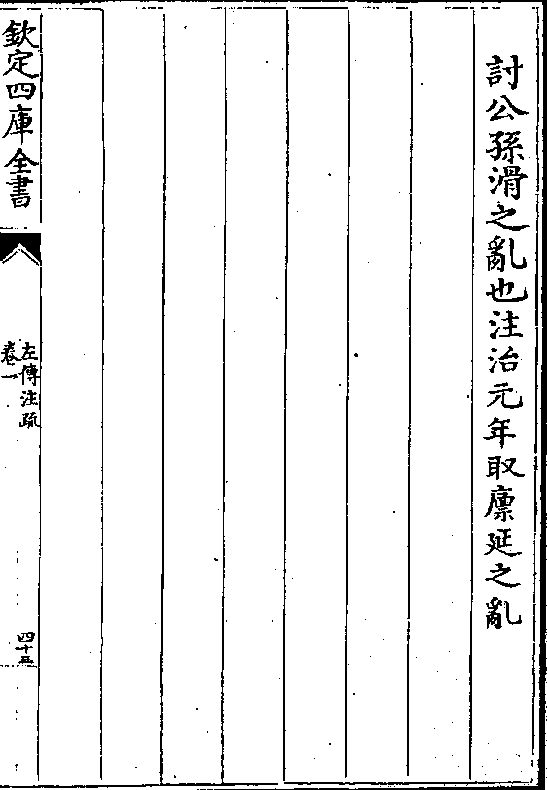 討公孫滑之亂也注治元年取廪延之亂
欽定四庫全書
左傳注疏
卷一
四十五